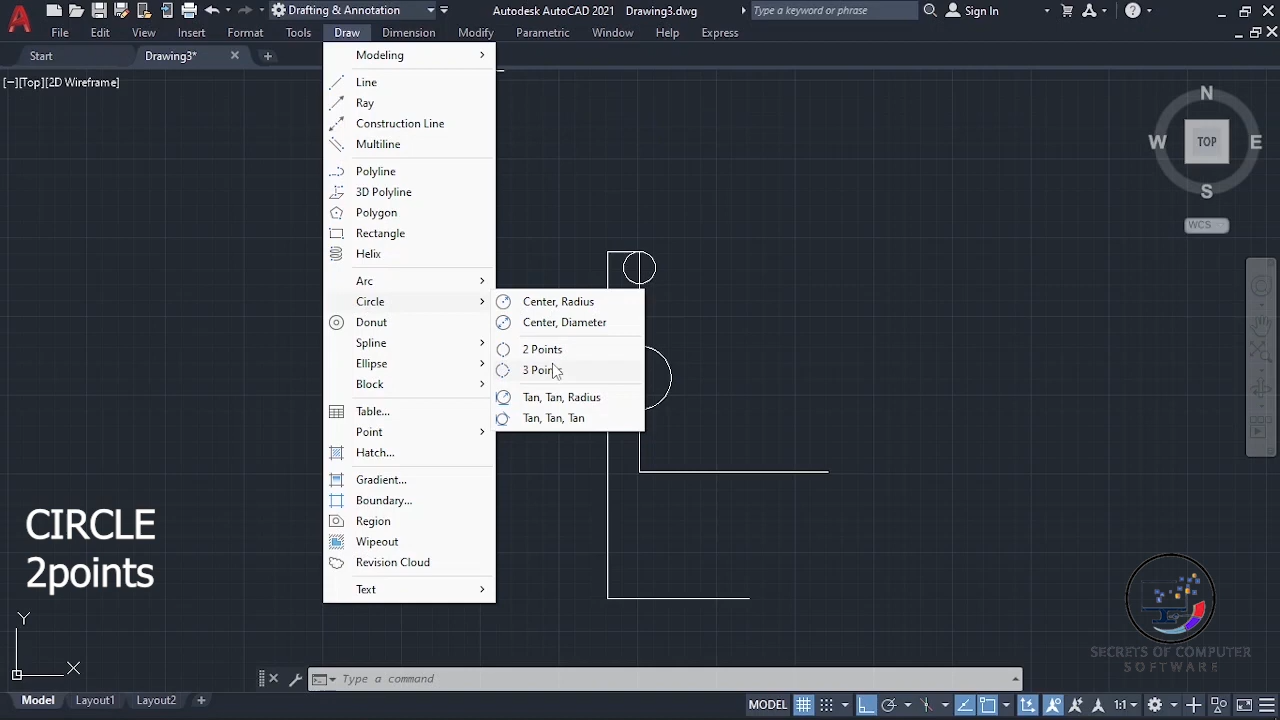 Drafting & Annotation
Autodesk AutoCAD 2021 Drawing3.dwg
Type a keyword or phrase
Sign In
File Edit View Insert Format Tools Draw Dimension Modify Parametric Window Help Express
Start Drawing3*
[−][Top][2D Wireframe]
Modeling
Line
Ray
Construction Line
Multiline
Polyline
3D Polyline
Polygon
Rectangle
Helix
Arc
Circle
Donut
Spline
Ellipse
Block
Table...
Point
Hatch...
Gradient...
Boundary...
Region
Wipeout
Revision Cloud
Text
Center, Radius
Center, Diameter
2 Points
3 Points
Tan, Tan, Radius
Tan, Tan, Tan
N
W TOP E
S
WCS
CIRCLE
2points
Y
X
SECRETS OF COMPUTER
SOFTWARE
Type a command
Model Layout1 Layout2
MODEL
1:1